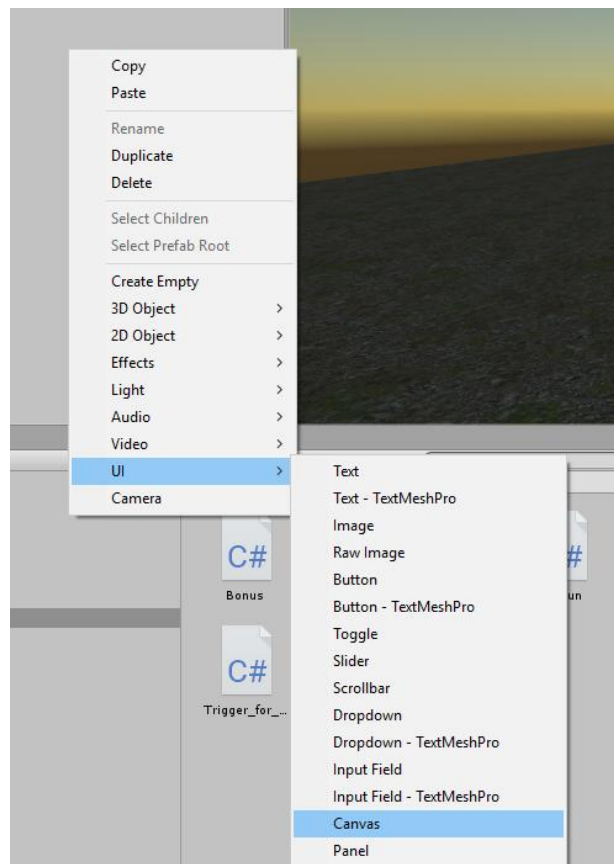 Copy
Paste
Rename
Duplicate
Delete
Select Children
Select Prefab Root
Create Empty
3D Object
2D Object
Effects
Light
Audio
Video
UI
Camera
Text
Text - TextMeshPro
Image
Raw Image
Button
Button - TextMeshPro
Toggle
Slider
Scrollbar
Dropdown
Dropdown - TextMeshPro
Input Field
Input Field - TextMeshPro
Canvas
Panel
C#
#
Bonus
un
C#
Trigger_for_...